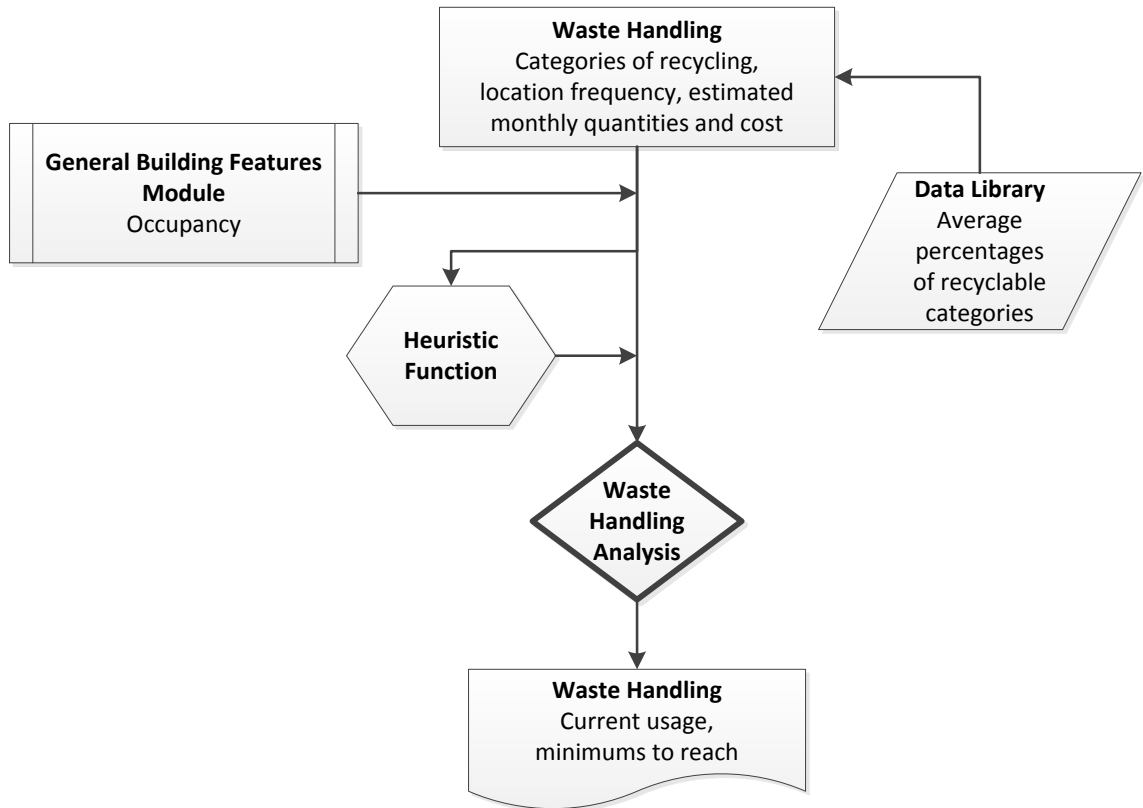 Waste Handling
Categories of recycling,
location frequency, estimated
monthly quantities and cost
General Building Features
Module
Occupancy
Data Library
Average
percentages
of recyclable
categories
Heuristic
Function
Waste
Handling
Analysis
Waste Handling
Current usage,
minimums to reach